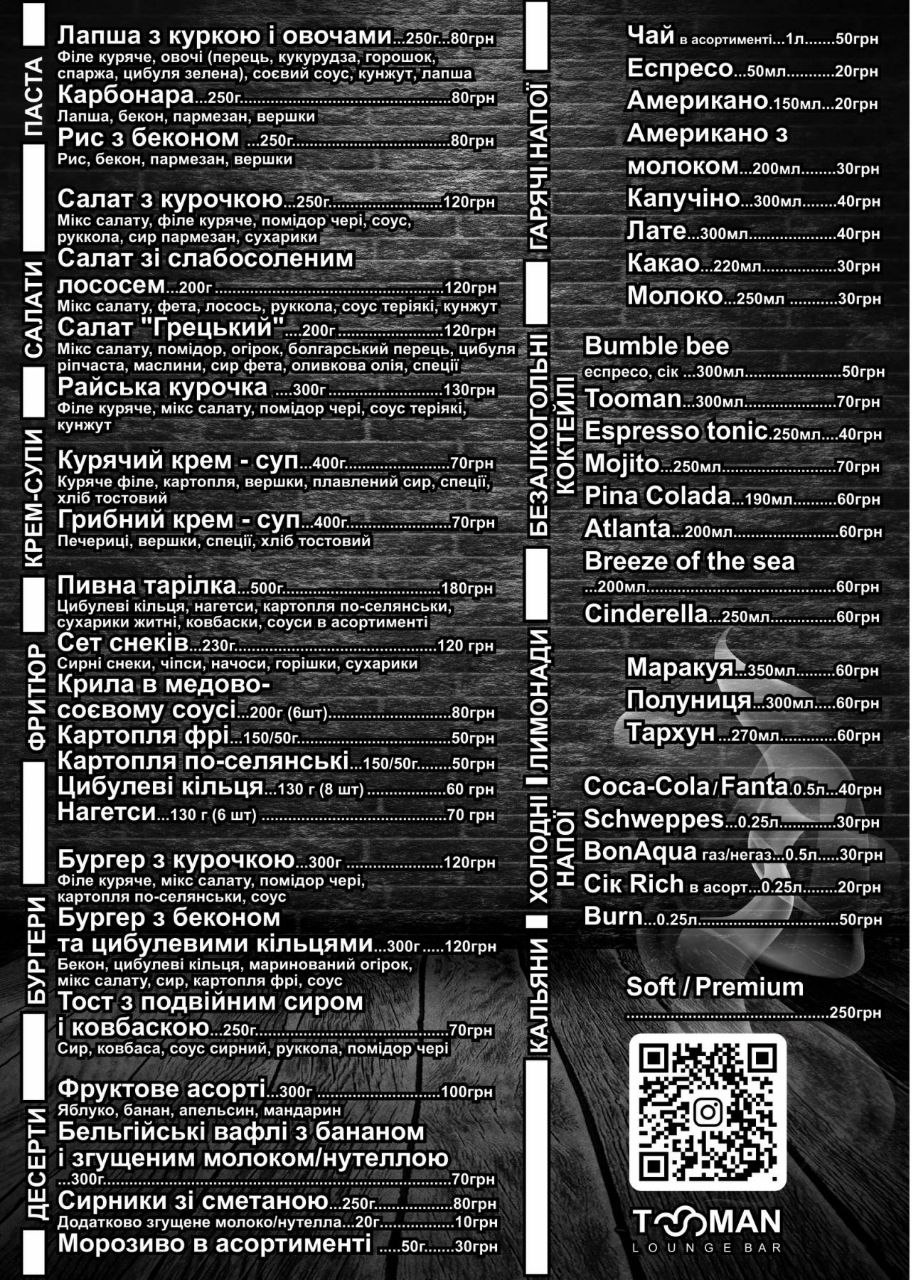 ПАСТА
Лапша з куркою і овочами...250г...80грн
Філе куряче, овочі (перець, кукурудза, горошок,
спаржа, цибуля зелена), соєвий соус, кунжут, лапша
Карбонара...250г...80грн
Лапша, бекон, пармезан, вершки
Рис з беконом ...250г...80грн
Рис, бекон, пармезан, вершки
САЛАТИ
Салат з курочкою...250г...120грн
Мікс салату, філе куряче, помідор чері, соус,
руккола, сир пармезан, сухарики
Салат зі слабосоленим
лососем...200г...120грн
Мікс салату, фета, лосось, руккола, соус теріякі, кунжут
Салат "Грецький"....200г...120грн
Мікс салату, помідор, огірок, болгарський перець, цибуля
ріпчаста, маслини, сир фета, оливкова олія, спеції
Райська курочка ....300г...130грн
Філе куряче, мікс салату, помідор чері, соус теріякі,
кунжут
КРЕМ-СУПИ
Курячий крем - суп...400г...70грн
Куряче філе, картопля, вершки, плавлений сир, спеції,
хліб тостовий
Грибний крем - суп...400г...70грн
Печериці, вершки, спеції, хліб тостовий
ФРИТЮР
Пивна тарілка...500г...180грн
Цибулеві кільця, нагетси, картопля по-селянськи,
сухарики житні, ковбаски, соуси в асортименті
Сет снеків...230г...120 грн
Сирні снеки, чіпси, начоси, горішки, сухарики
Крила в медово-
соєвому соусі...200г (6шт)...80грн
Картопля фрі...150/50г...50грн
Картопля по-селянські...150/50г...50грн
Цибулеві кільця...130 г (8 шт)...60 грн
Нагетси...130 г (6 шт)...70 грн
БУРГЕРИ
Бургер з курочкою...300г...120грн
Філе куряче, мікс салату, помідор чері,
картопля по-селянськи, соус
Бургер з беконом
та цибулевими кільцями...300г.....120грн
Бекон, цибулеві кільця, маринований огірок,
мікс салату, сир, картопля фрі, соус
Тост з подвійним сиром
і ковбаскою...250г...70грн
Сир, ковбаса, соус сирний, руккола, помідор чері
ДЕСЕРТИ
Фруктове асорті...300г...100грн
Яблуко, банан, апельсин, мандарин
Бельгійські вафлі з бананом
і згущеним молоком/нутеллою
...300г...70грн
Сирники зі сметаною...250г...80грн
Додатково згущене молоко/нутелла...20г...10грн
Морозиво в асортименті .....50г.......30грн
ГАРЯЧІ НАПОЇ
Чай в асортименті...1л.......50грн
Еспресо...50мл...20грн
Американо.150мл...20грн
Американо з
молоком...200мл...30грн
Капучіно...300мл...40грн
Лате...300мл...40грн
Какао...220мл...30грн
Молоко...250мл...30грн
БЕЗАЛКОГОЛЬНІ
КОКТЕЙЛІ
Bumble bee
еспресо, сік ...300мл...50грн
Tooman...300мл...70грн
Espresso tonic.250мл....40грн
Mojito...250мл...70грн
Pina Colada...190мл...60грн
Atlanta...200мл...60грн
Breeze of the sea
...200мл...60грн
Cinderella...250мл...60грн
ЛИМОНАДИ
Маракуя...350мл...60грн
Полуниця...300мл....60грн
Тархун...270мл...60грн
ХОЛОДНІ
НАПОЇ
Coca-Cola/Fanta.0.5л...40грн
Schweppes...0.25л...30грн
BonAqua газ/негаз...0.5л.....30грн
Сік Rich в асорт...0.25л...20грн
Burn...0.25л...50грн
КАЛЬЯНИ
Soft / Premium
...250грн
TOOMAN
LOUNGE BAR